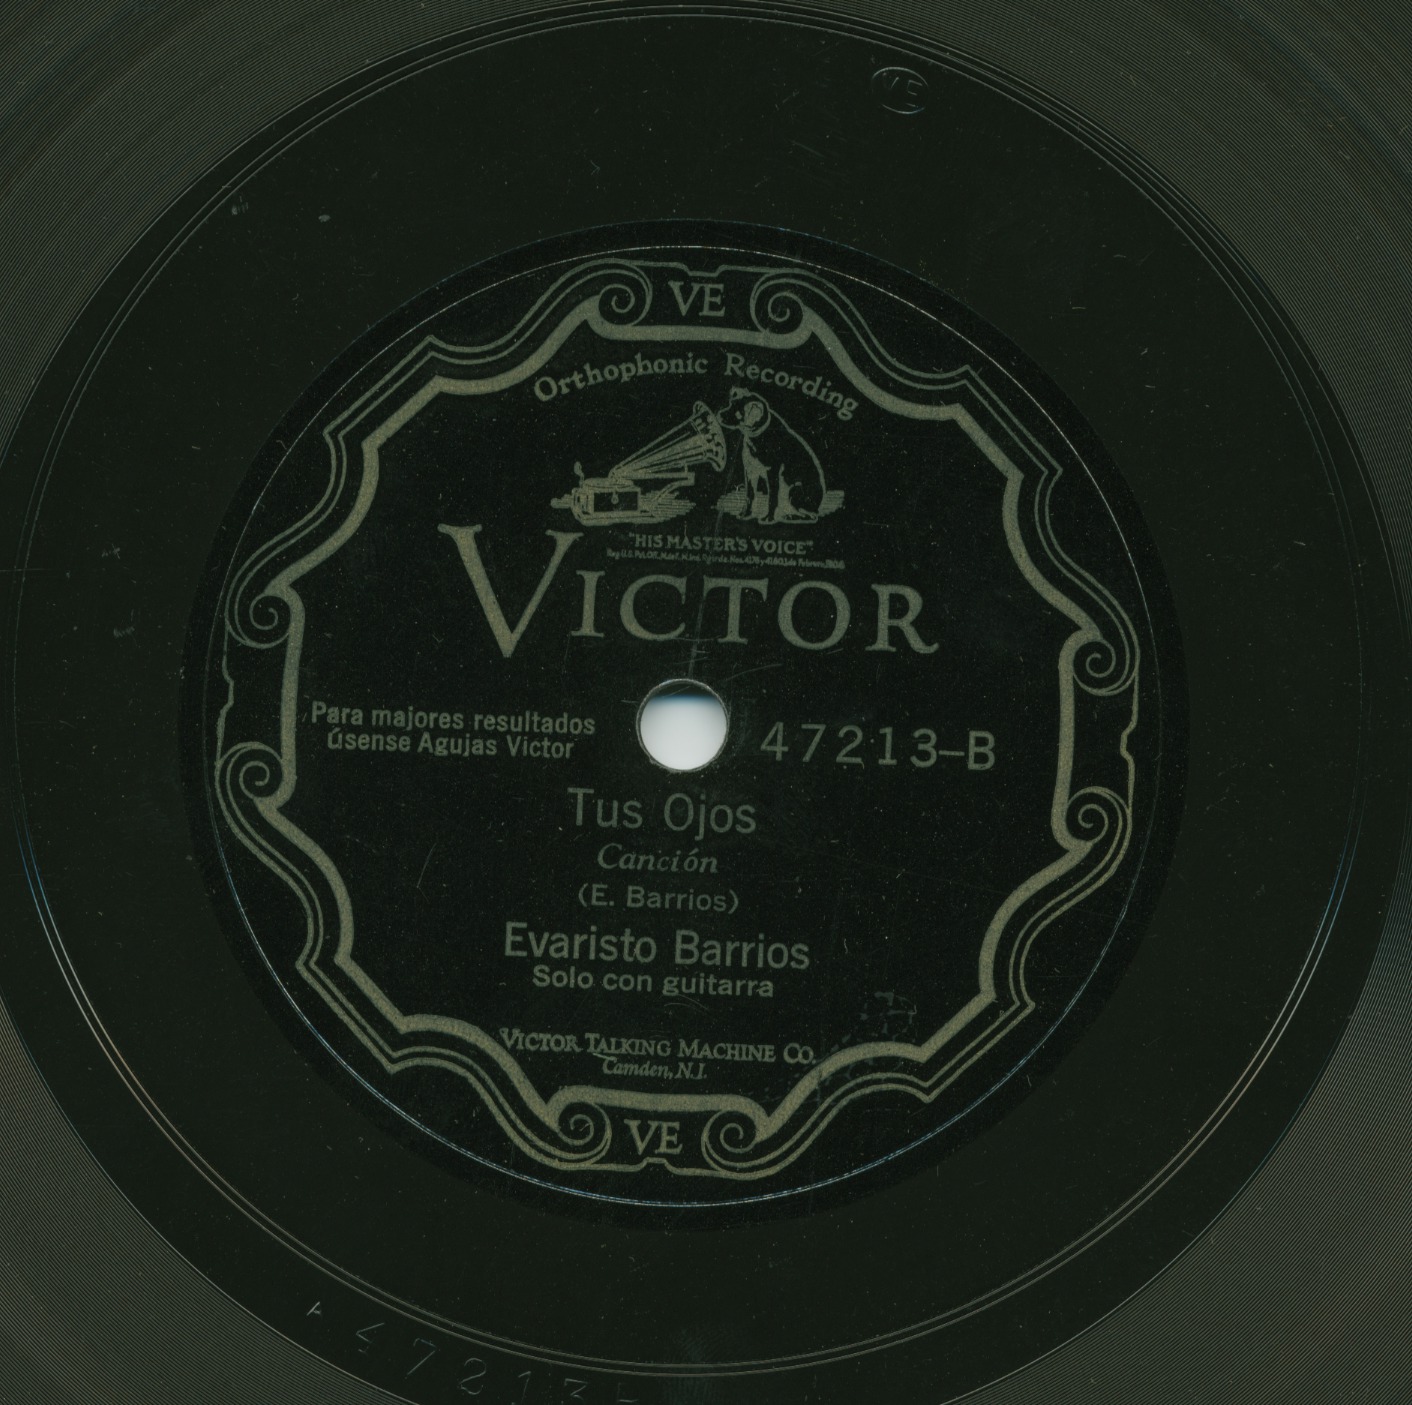 VE
VE
Orthophonic Recording
"HIS MASTER'S VOICE"
VICTOR
Para majores resultados
úsense Agujas Victor
47213–B
Tus Ojos
Canción
(E. Barrios)
Evaristo Barrios
Solo con guitarra
VICTOR TALKING MACHINE CO.
Camden, N.J.
VE
A 47213-